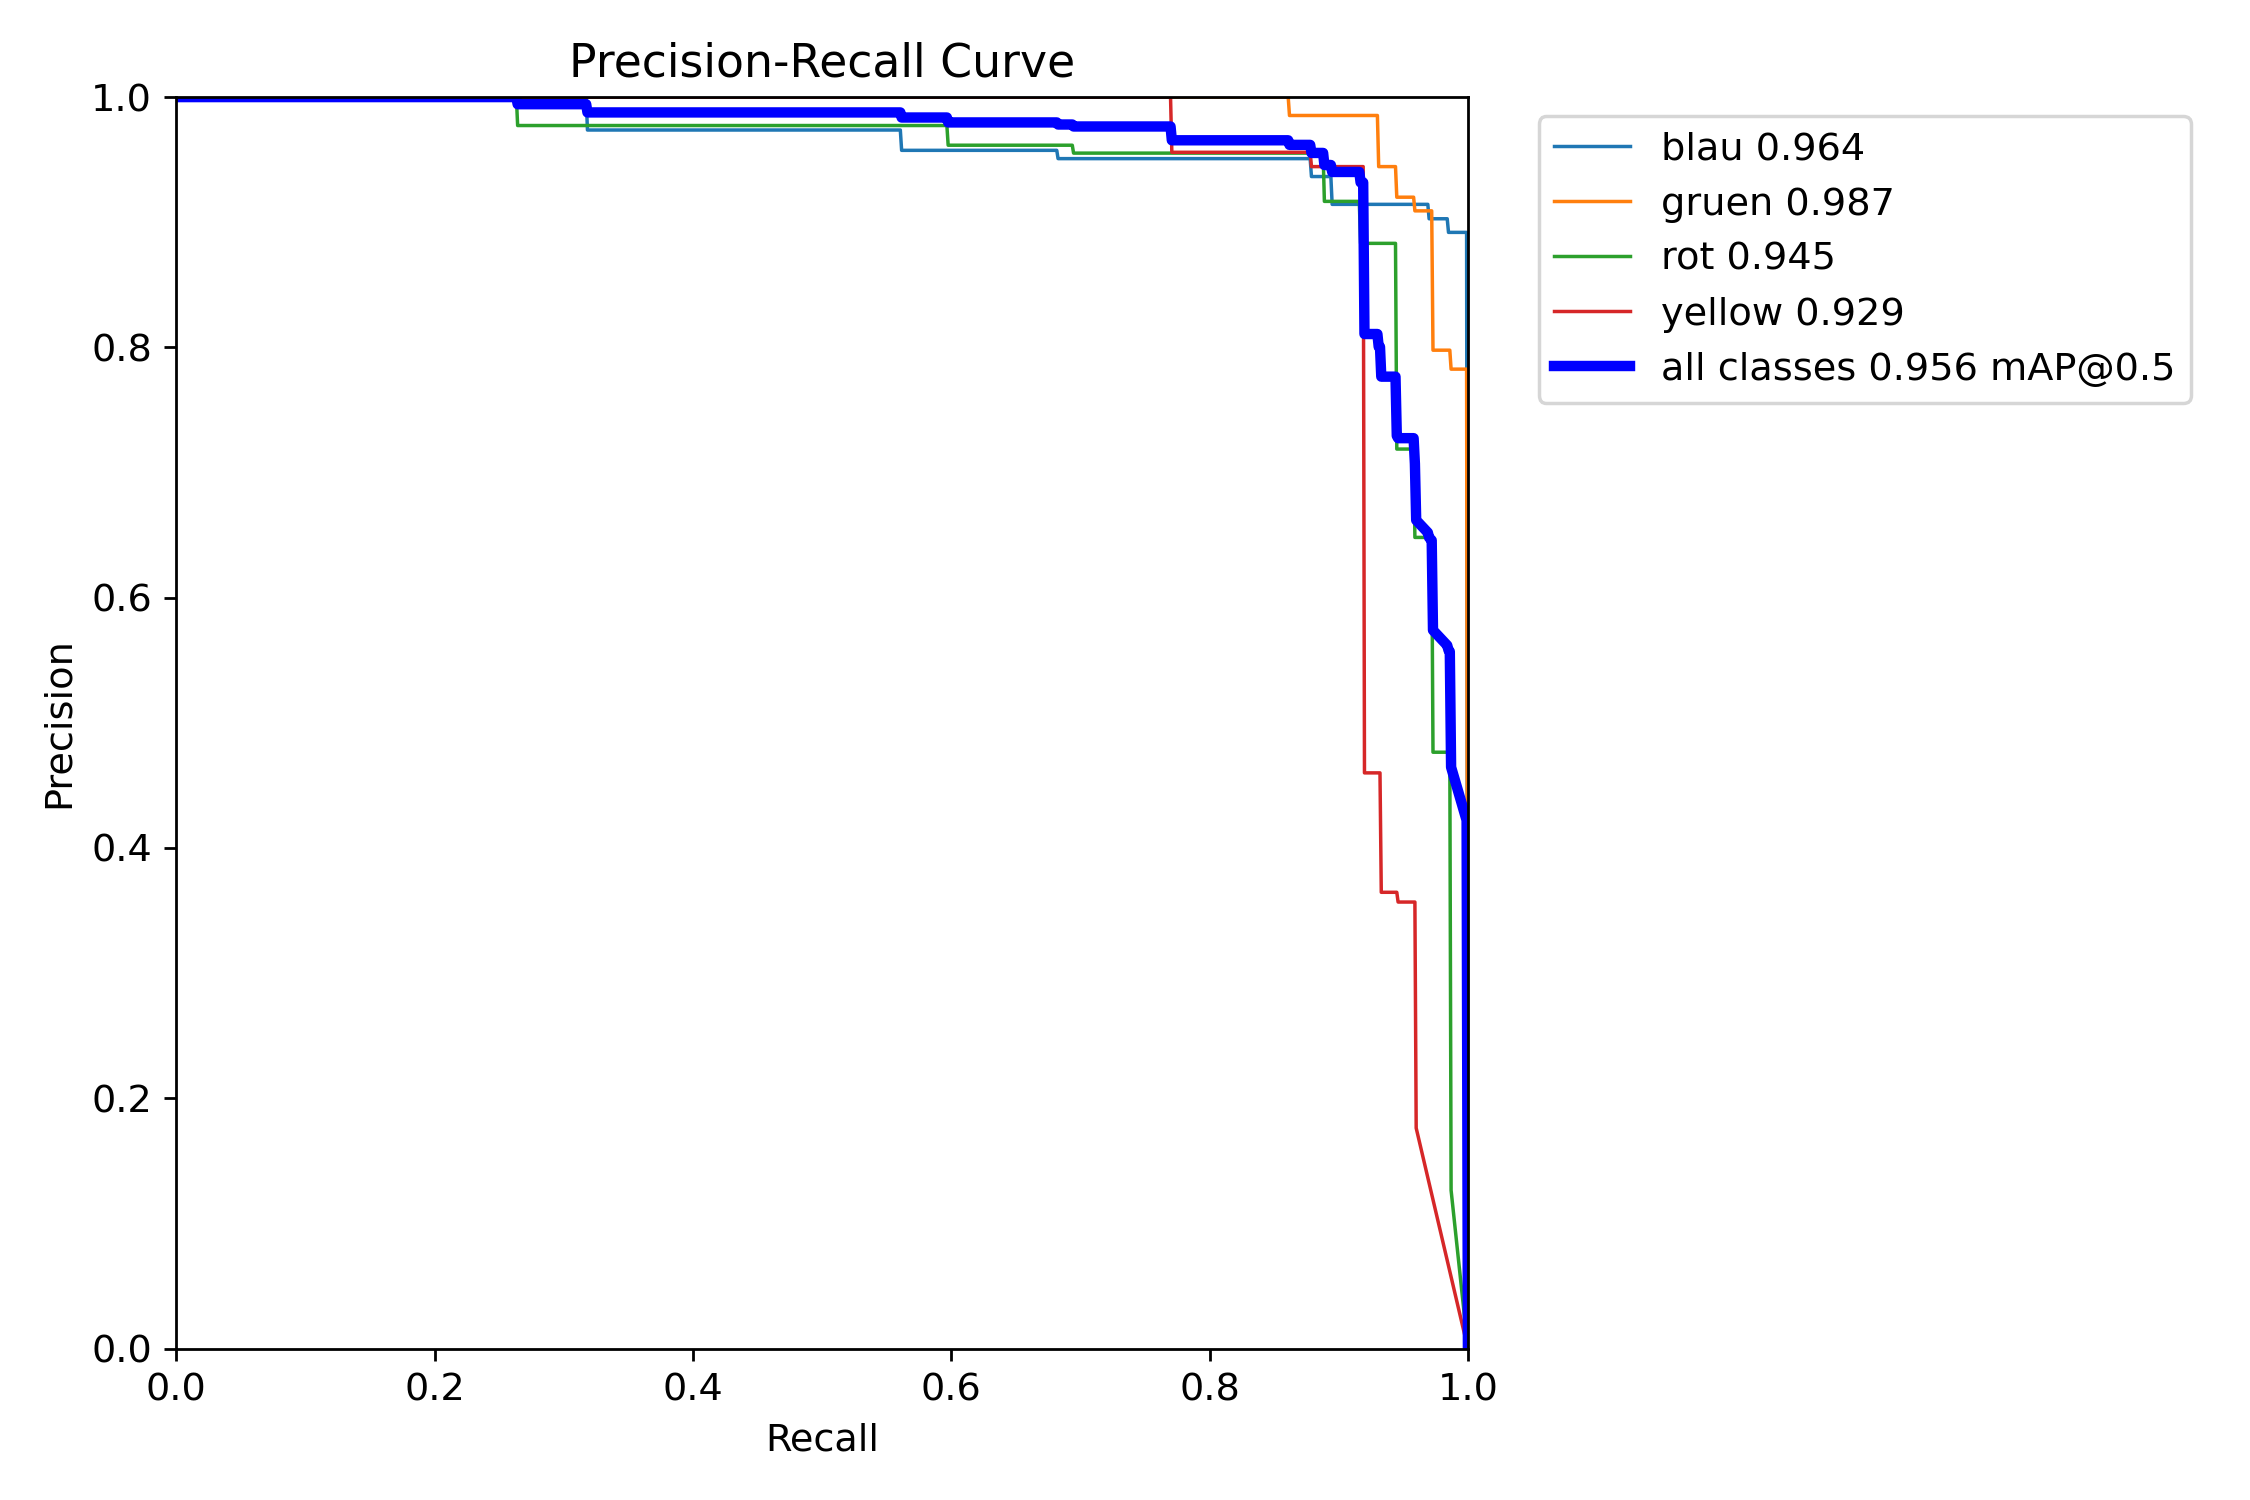 Precision-Recall Curve
1.0
0.8
0.6
0.4
0.2
0.0
Precision
0.0 0.2 0.4 0.6 0.8 1.0
Recall
blau 0.964
gruen 0.987
rot 0.945
yellow 0.929
all classes 0.956 mAP@0.5